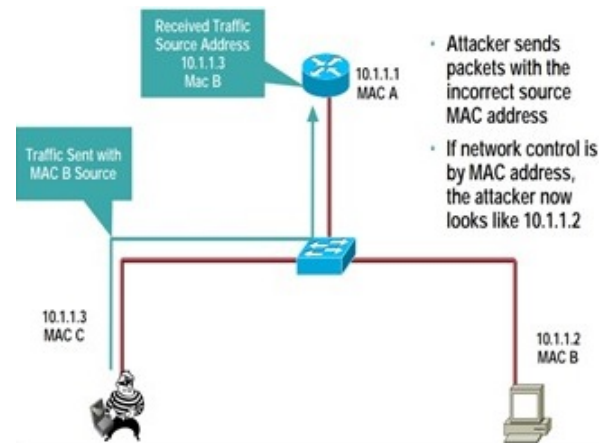 Received Traffic
Source Address
10.1.1.3
Mac B
10.1.1.1
MAC A
Traffic Sent with
MAC B Source
10.1.1.3
MAC C
10.1.1.2
MAC B
· Attacker sends
packets with the
incorrect source
MAC address
· If network control is
by MAC address,
the attacker now
looks like 10.1.1.2